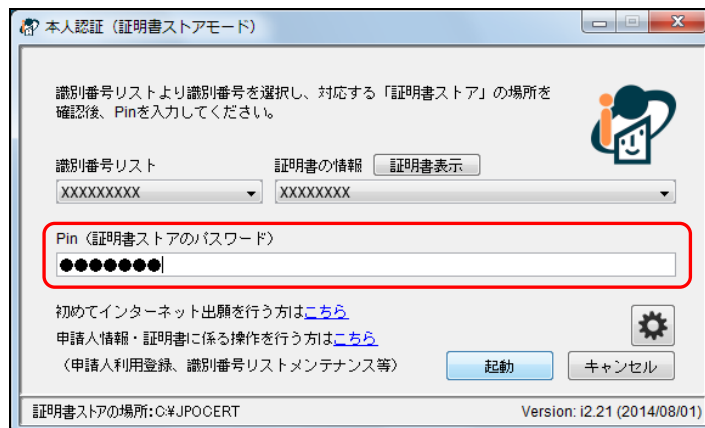 本人認証（証明書ストアモード）
識別番号リストより識別番号を選択し、対応する「証明書ストア」の場所を
確認後、Pinを入力してください。
識別番号リスト 証明書の情報 証明書表示
XXXXXXXXX XXXXXXXX
Pin（証明書ストアのパスワード）
●●●●●●●
初めてインターネット出願を行う方はこちら
申請人情報・証明書に係る操作を行う方はこちら
（申請人利用登録、識別番号リストメンテナンス等） 起動 キャンセル
証明書ストアの場所:C:¥JPOCERT Version: i2.21 (2014/08/01)